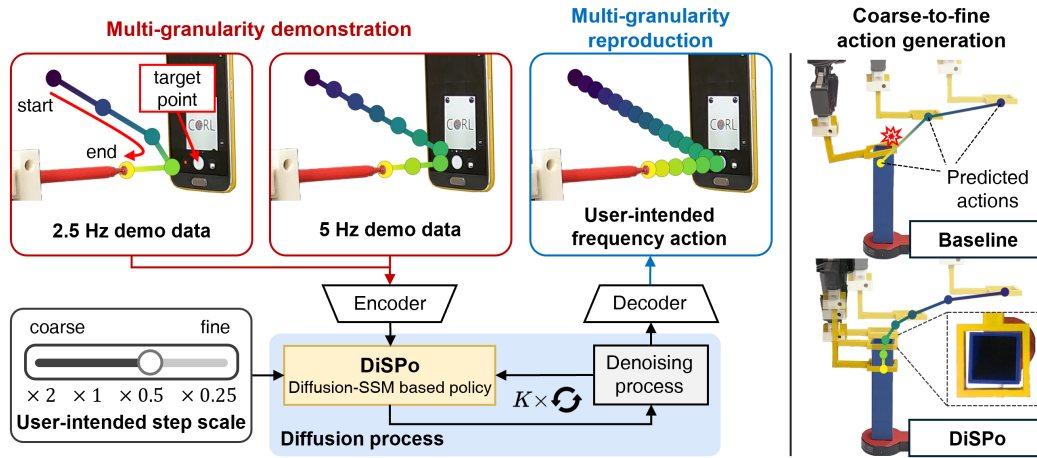 Multi-granularity demonstration
start
target
point
end
CORL
2.5 Hz demo data
CORL
5 Hz demo data
Multi-granularity
reproduction
CORL
User-intended
frequency action
Encoder
Decoder
coarse
fine
× 2
× 1
× 0.5
× 0.25
User-intended step scale
DiSPo
Diffusion-SSM based policy
K×
Denoising
process
Diffusion process
Coarse-to-fine
action generation
Predicted
actions
Baseline
DiSPo